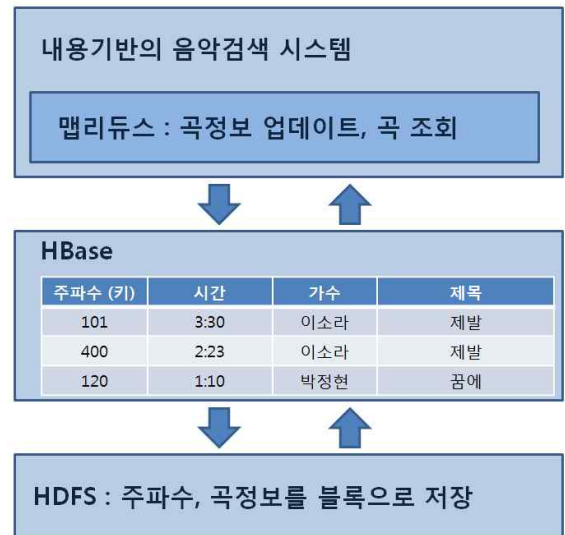 내용기반의 음악검색 시스템
맵리듀스 : 곡정보 업데이트, 곡 조회
HBase
주파수 (키) 시간 가수 제목
101 3:30 이소라 제발
400 2:23 이소라 제발
120 1:10 박정현 꿈에
HDFS : 주파수, 곡정보를 블록으로 저장